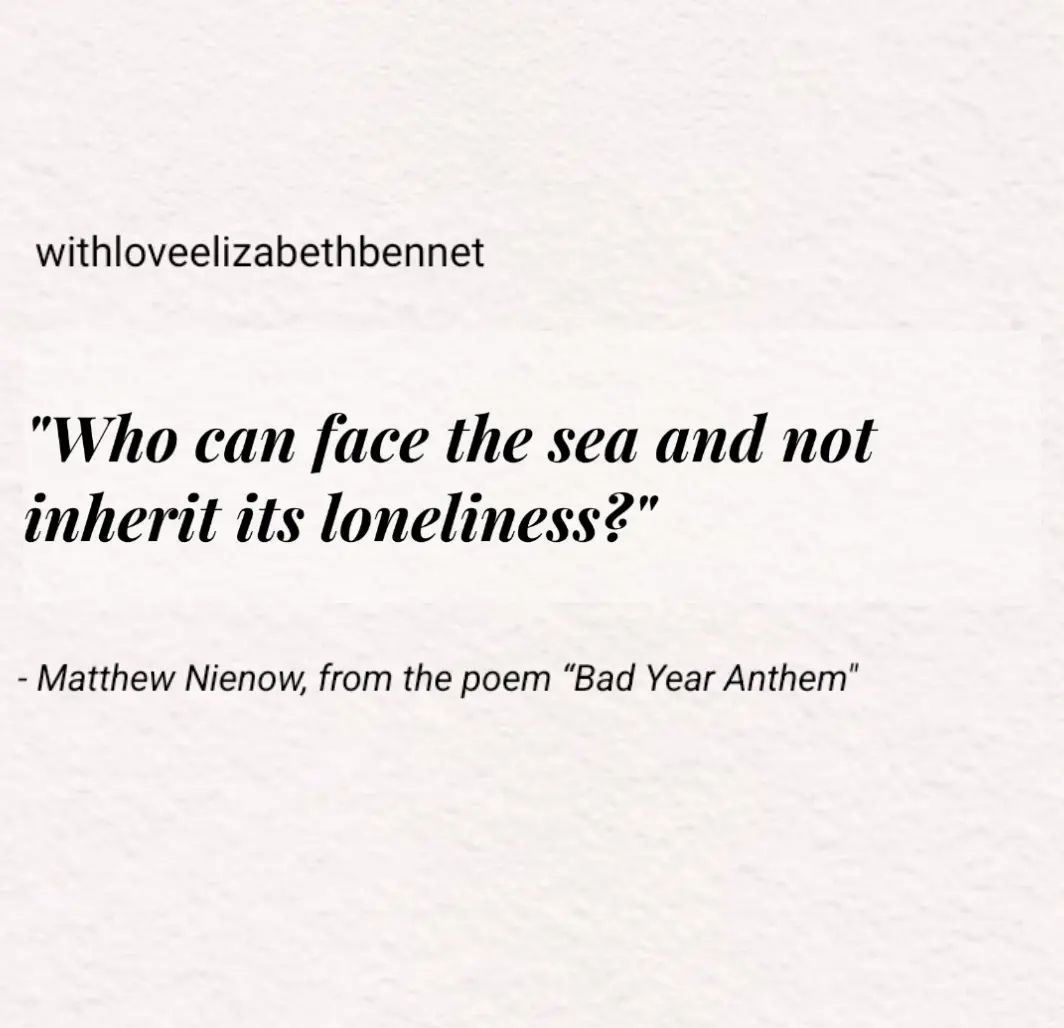 withloveelizabethbennet
"Who can face the sea and not
inherit its loneliness?"
- Matthew Nienow, from the poem “Bad Year Anthem"